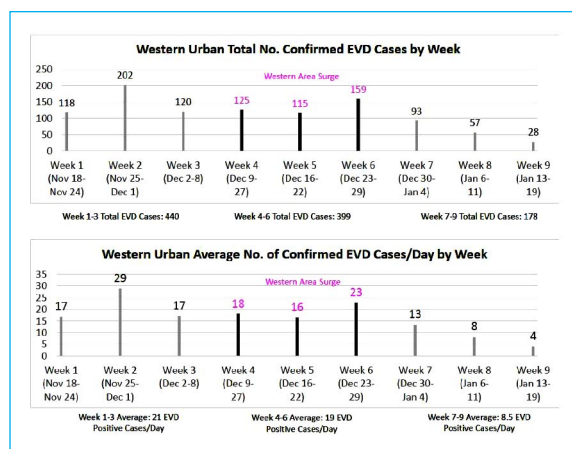 Western Urban Total No. Confirmed EVD Cases by Week
Western Area Surge
250
200
150
100
50
0
118
202
120
125
115
159
93
57
28
Week 1 (Nov 18-Nov 24)
Week 2 (Nov 25-Dec 1)
Week 3 (Dec 2-8)
Week 4 (Dec 9-27)
Week 5 (Dec 16-22)
Week 6 (Dec 23-29)
Week 7 (Dec 30-Jan 4)
Week 8 (Jan 6-11)
Week 9 (Jan 13-19)
Week 1-3 Total EVD Cases: 440
Week 4-6 Total EVD Cases: 399
Week 7-9 Total EVD Cases: 178
Western Urban Average No. of Confirmed EVD Cases/Day by Week
Western Area Surge
35
30
25
20
15
10
5
0
17
29
17
18
16
23
13
8
4
Week 1 (Nov 18-Nov 24)
Week 2 (Nov 25-Dec 1)
Week 3 (Dec 2-8)
Week 4 (Dec 9-27)
Week 5 (Dec 16-22)
Week 6 (Dec 23-29)
Week 7 (Dec 30-Jan 4)
Week 8 (Jan 6-11)
Week 9 (Jan 13-19)
Week 1-3 Average: 21 EVD
Positive Cases/Day
Week 4-6 Average: 19 EVD
Positive Cases/Day
Week 7-9 Average: 8.5 EVD
Positive Cases/Day